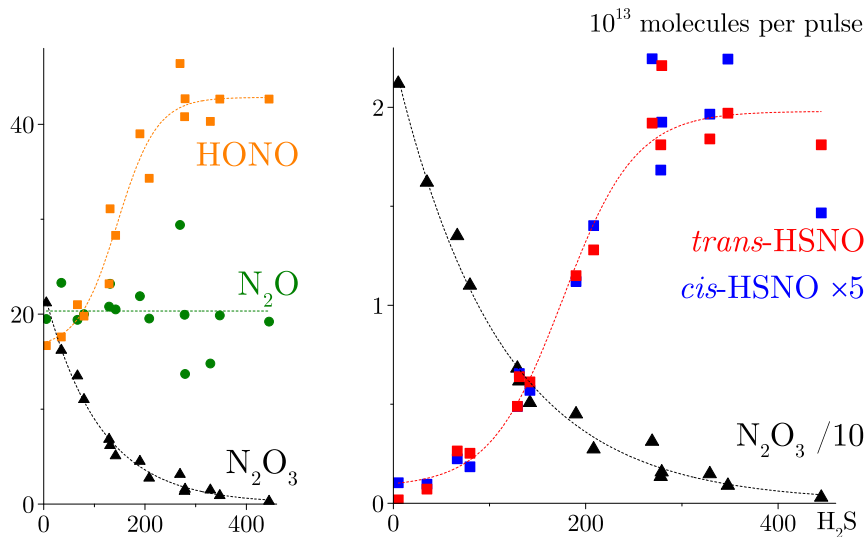 10¹³ molecules per pulse
40
20
0
HONO
N₂O
N₂O₃
0
200
400
2
1
0
trans-HSNO
cis-HSNO ×5
N₂O₃ /10
0
200
400
H₂S